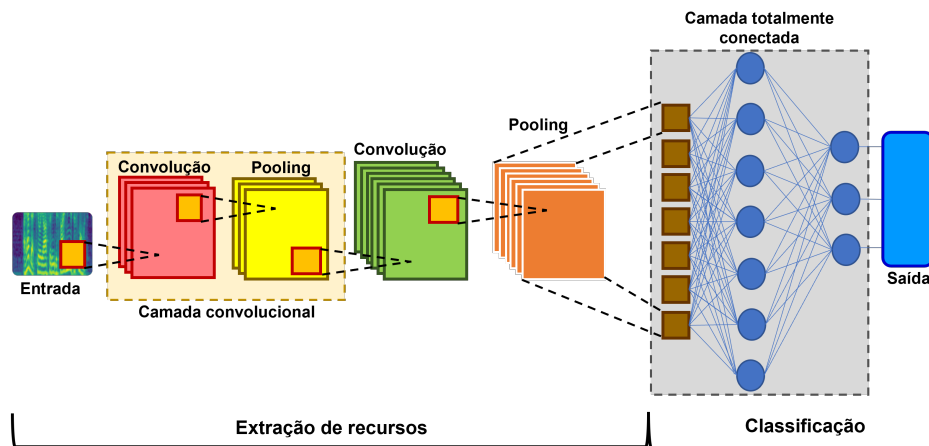 Camada totalmente
conectada
Pooling
Convolução
Convolução
Pooling
Entrada
Saída
Camada convolucional
Extração de recursos
Classificação